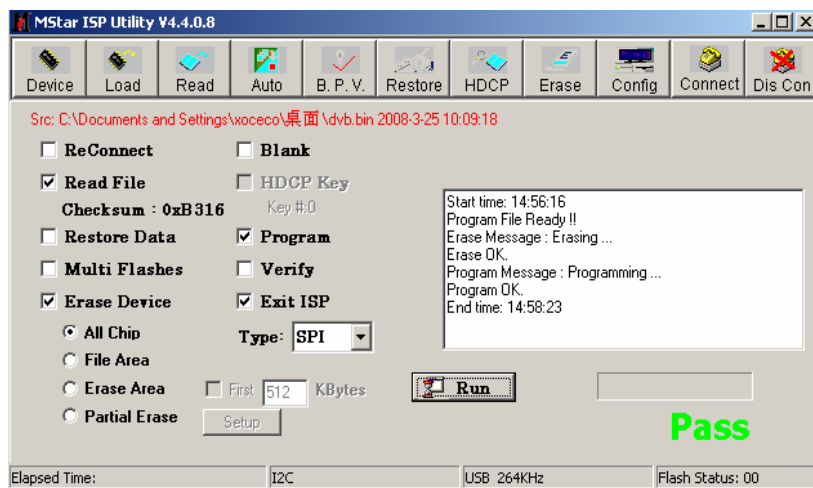 MStar ISP Utility V4.4.0.8
Device Load Read Auto B. P. V. Restore HDCP Erase Config Connect Dis Con
Src: C:\Documents and Settings\xoceco\桌面\dvb.bin 2008-3-25 10:09:18
ReConnect
Blank
Read File
HDCP Key
Checksum : 0xB316
Key #:0
Restore Data
Program
Multi Flashes
Verify
Erase Device
Exit ISP
All Chip
Type: SPI
File Area
Erase Area
First 512 KBytes
Partial Erase
Setup
Start time: 14:56:16
Program File Ready !!
Erase Message : Erasing ...
Erase OK.
Program Message : Programming ...
Program OK.
End time: 14:58:23
Run
Pass
Elapsed Time:
I2C
USB 264KHz
Flash Status: 00